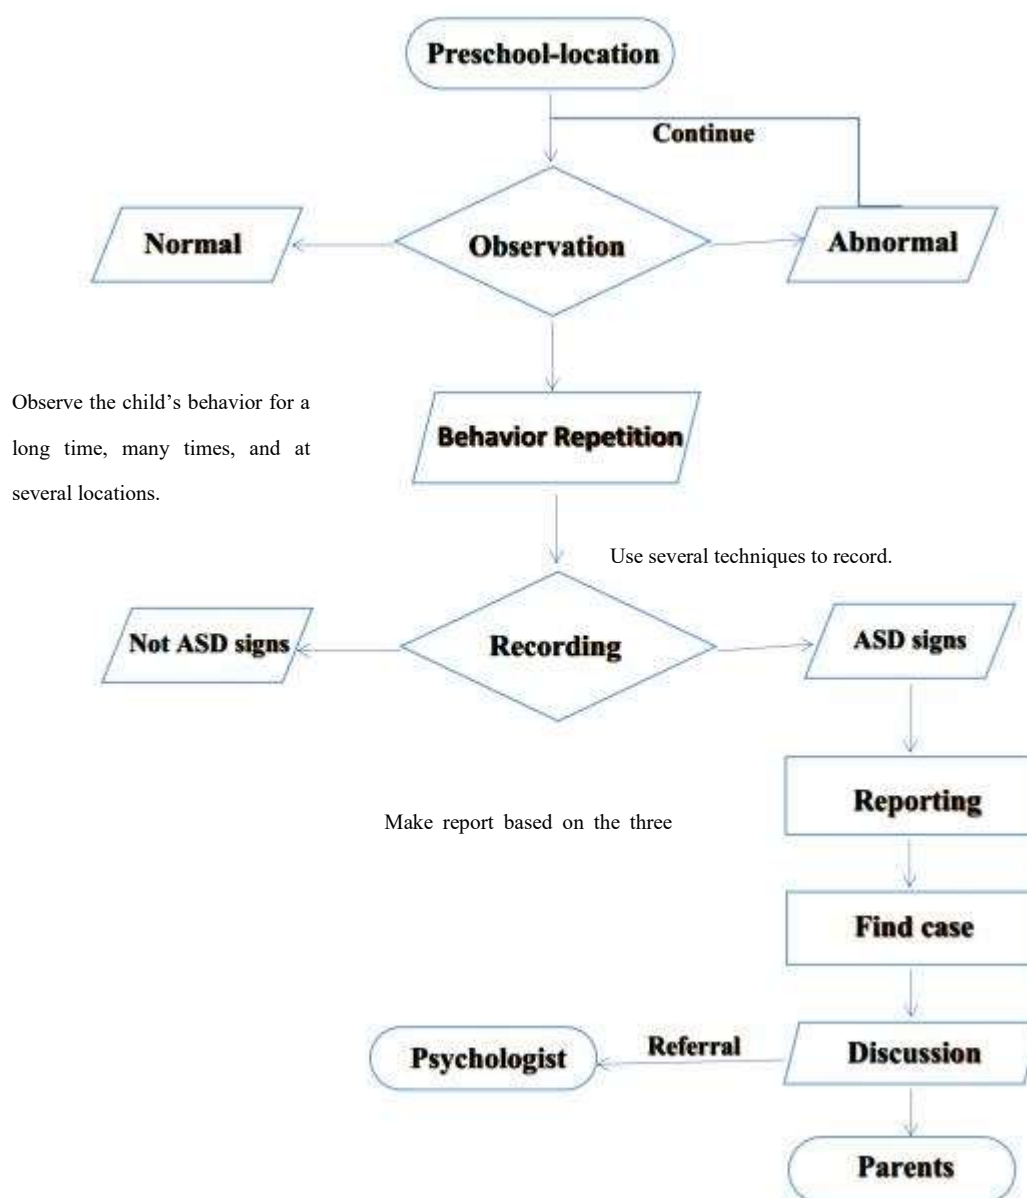 Preschool-location
Continue
Normal
Observation
Abnormal
Observe the child’s behavior for a
long time, many times, and at
several locations.
Behavior Repetition
Use several techniques to record.
Not ASD signs
Recording
ASD signs
Reporting
Make report based on the three
Find case
Psychologist
Referral
Discussion
Parents